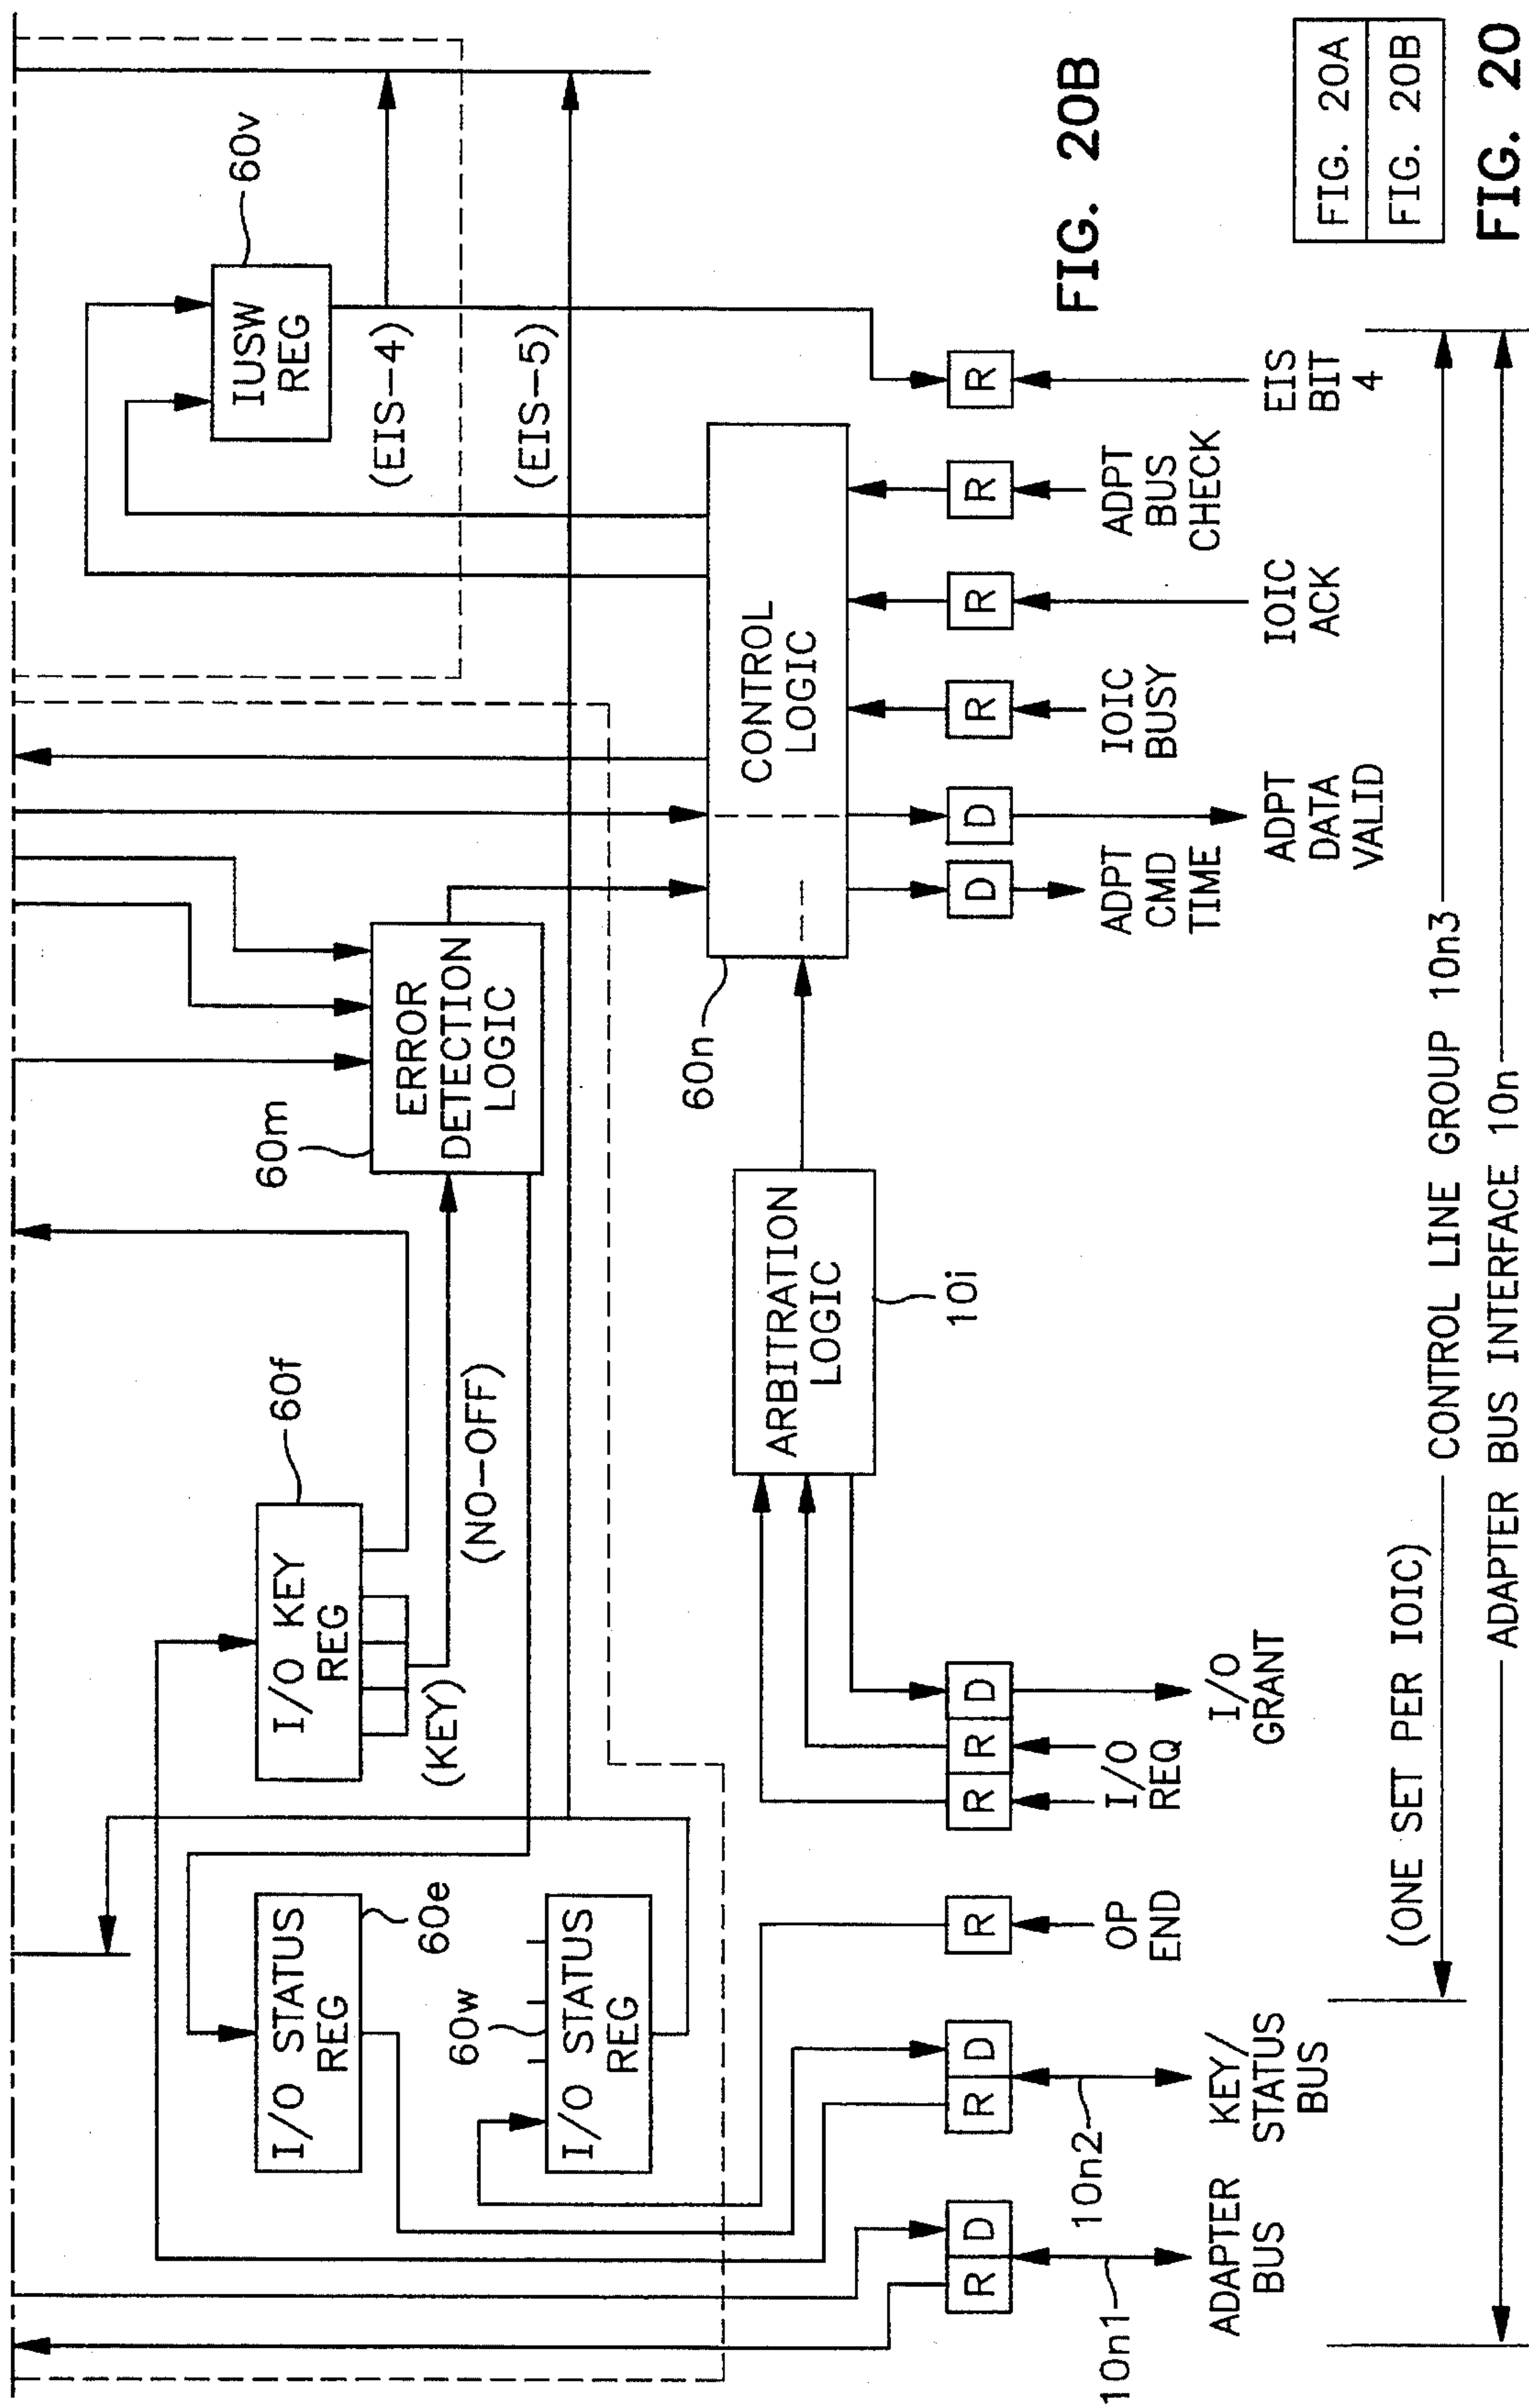 60v
IUSW
REG
(EIS-4)
(EIS-5)
60m
ERROR
DETECTION
LOGIC
60f
I/O KEY
REG
(KEY)
(NO-OFF)
I/O STATUS
REG
60e
60w
I/O STATUS
REG
ARBITRATION
LOGIC
10i
60n
CONTROL
LOGIC
R
D
R
D
R
R
R
D
D
D
R
R
R
R
10n1
10n2
ADAPTER
BUS
KEY/
STATUS
BUS
OP
END
I/O
REQ
I/O
GRANT
ADPT
CMD
TIME
ADPT
DATA
VALID
IOIC
BUSY
IOIC
ACK
ADPT
BUS
CHECK
EIS
BIT
4
(ONE SET PER IOIC)
CONTROL LINE GROUP 10n3
ADAPTER BUS INTERFACE 10n
FIG. 20B
FIG. 20A
FIG. 20B
FIG. 20